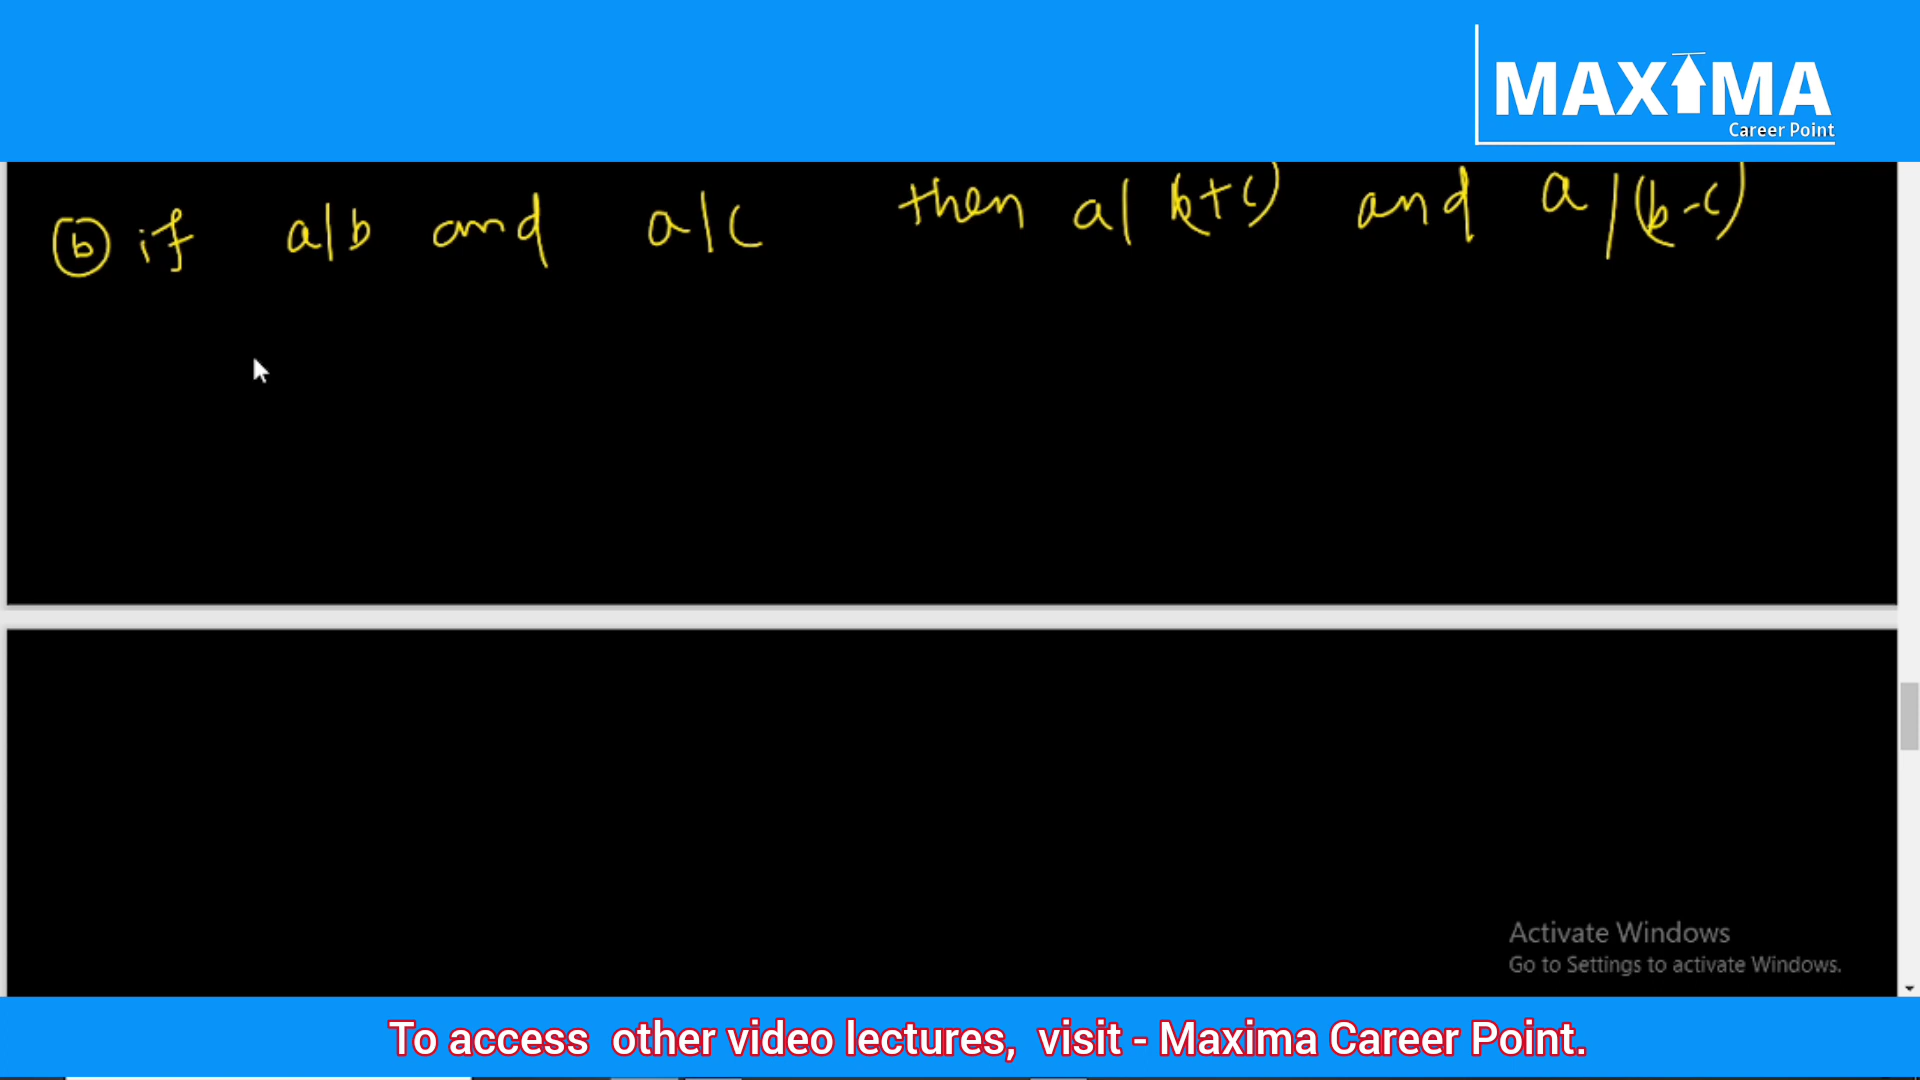 MAXIMA
Career Point
(b) if a|b and a|c then a|(b+c) and a|(b-c)
Activate Windows
Go to Settings to activate Windows.
To access other video lectures, visit - Maxima Career Point.